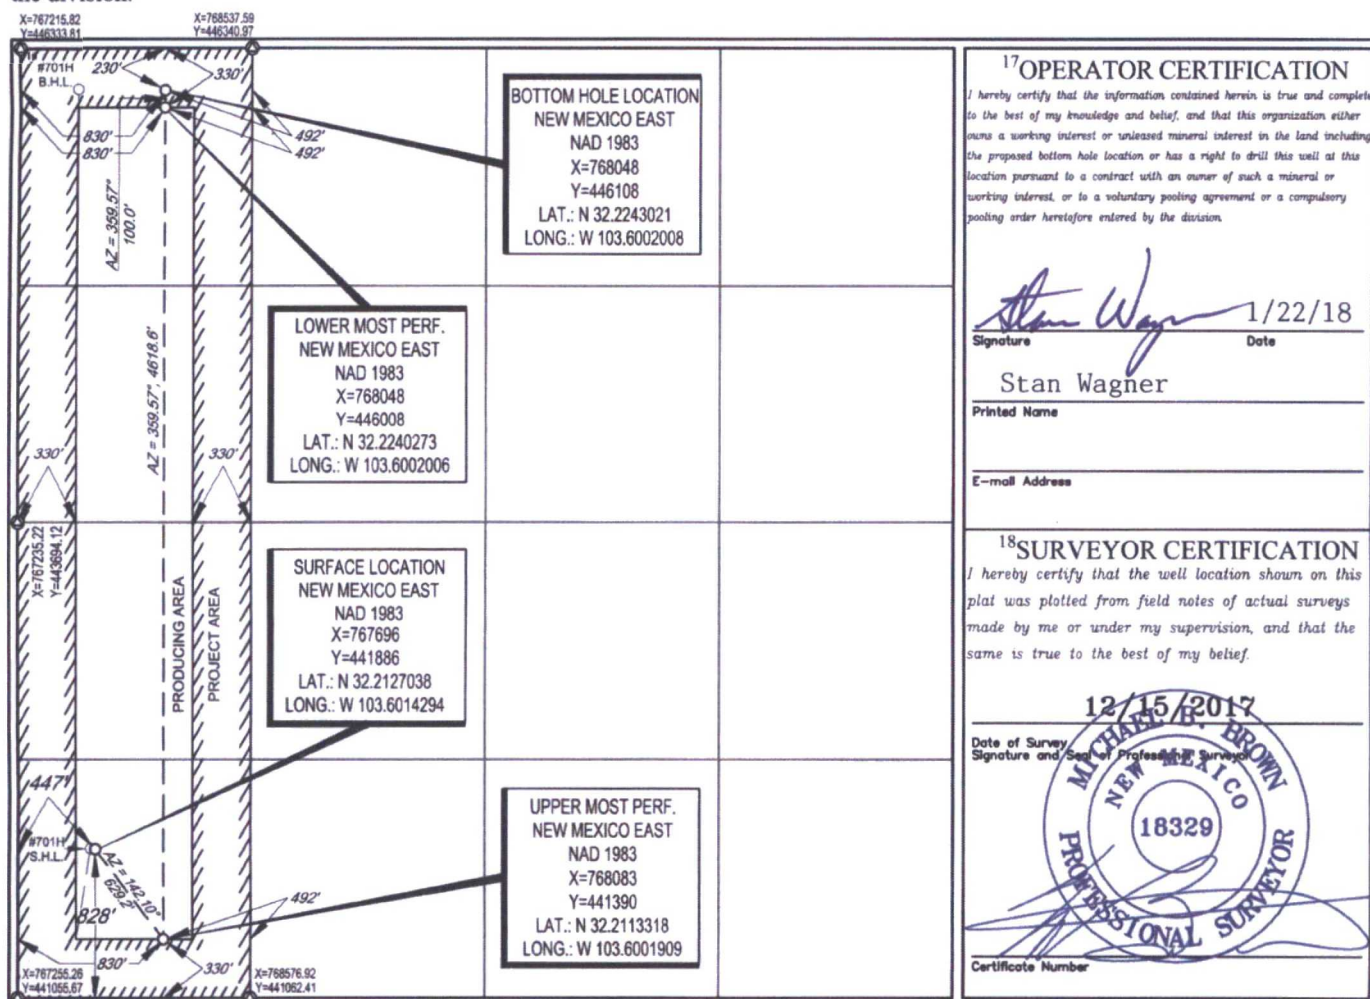 the division.
X=767215.82
Y=446333.81
X=768537.59
Y=446340.97
#701H
B.H.L.
230'
330'
830'
830'
492'
492'
AZ = 359.57°
100.0'
BOTTOM HOLE LOCATION
NEW MEXICO EAST
NAD 1983
X=768048
Y=446108
LAT.: N 32.2243021
LONG.: W 103.6002008
LOWER MOST PERF.
NEW MEXICO EAST
NAD 1983
X=768048
Y=446008
LAT.: N 32.2240273
LONG.: W 103.6002006
AZ = 359.57°, 4618.6'
330'
330'
X=767235.22
Y=443694.12
PRODUCING AREA
PROJECT AREA
SURFACE LOCATION
NEW MEXICO EAST
NAD 1983
X=767696
Y=441886
LAT.: N 32.2127038
LONG.: W 103.6014294
447'
#701H
S.H.L.
AZ = 142.10°
629.2'
828'
UPPER MOST PERF.
NEW MEXICO EAST
NAD 1983
X=768083
Y=441390
LAT.: N 32.2113318
LONG.: W 103.6001909
492'
830'
330'
X=767255.26
Y=441055.67
X=768576.92
Y=441062.41
17 OPERATOR CERTIFICATION
I hereby certify that the information contained herein is true and complete
to the best of my knowledge and belief, and that this organization either
owns a working interest or unleased mineral interest in the land including
the proposed bottom hole location or has a right to drill this well at this
location pursuant to a contract with an owner of such a mineral or
working interest, or to a voluntary pooling agreement or a compulsory
pooling order heretofore entered by the division.
Stan Wagner 1/22/18
Signature Date
Stan Wagner
Printed Name
E-mail Address
18 SURVEYOR CERTIFICATION
I hereby certify that the well location shown on this
plat was plotted from field notes of actual surveys
made by me or under my supervision, and that the
same is true to the best of my belief.
12/15/2017
Date of Survey
Signature and Seal of Professional Surveyor
MICHAEL B. BROWN
NEW MEXICO
18329
PROFESSIONAL SURVEYOR
Certificate Number